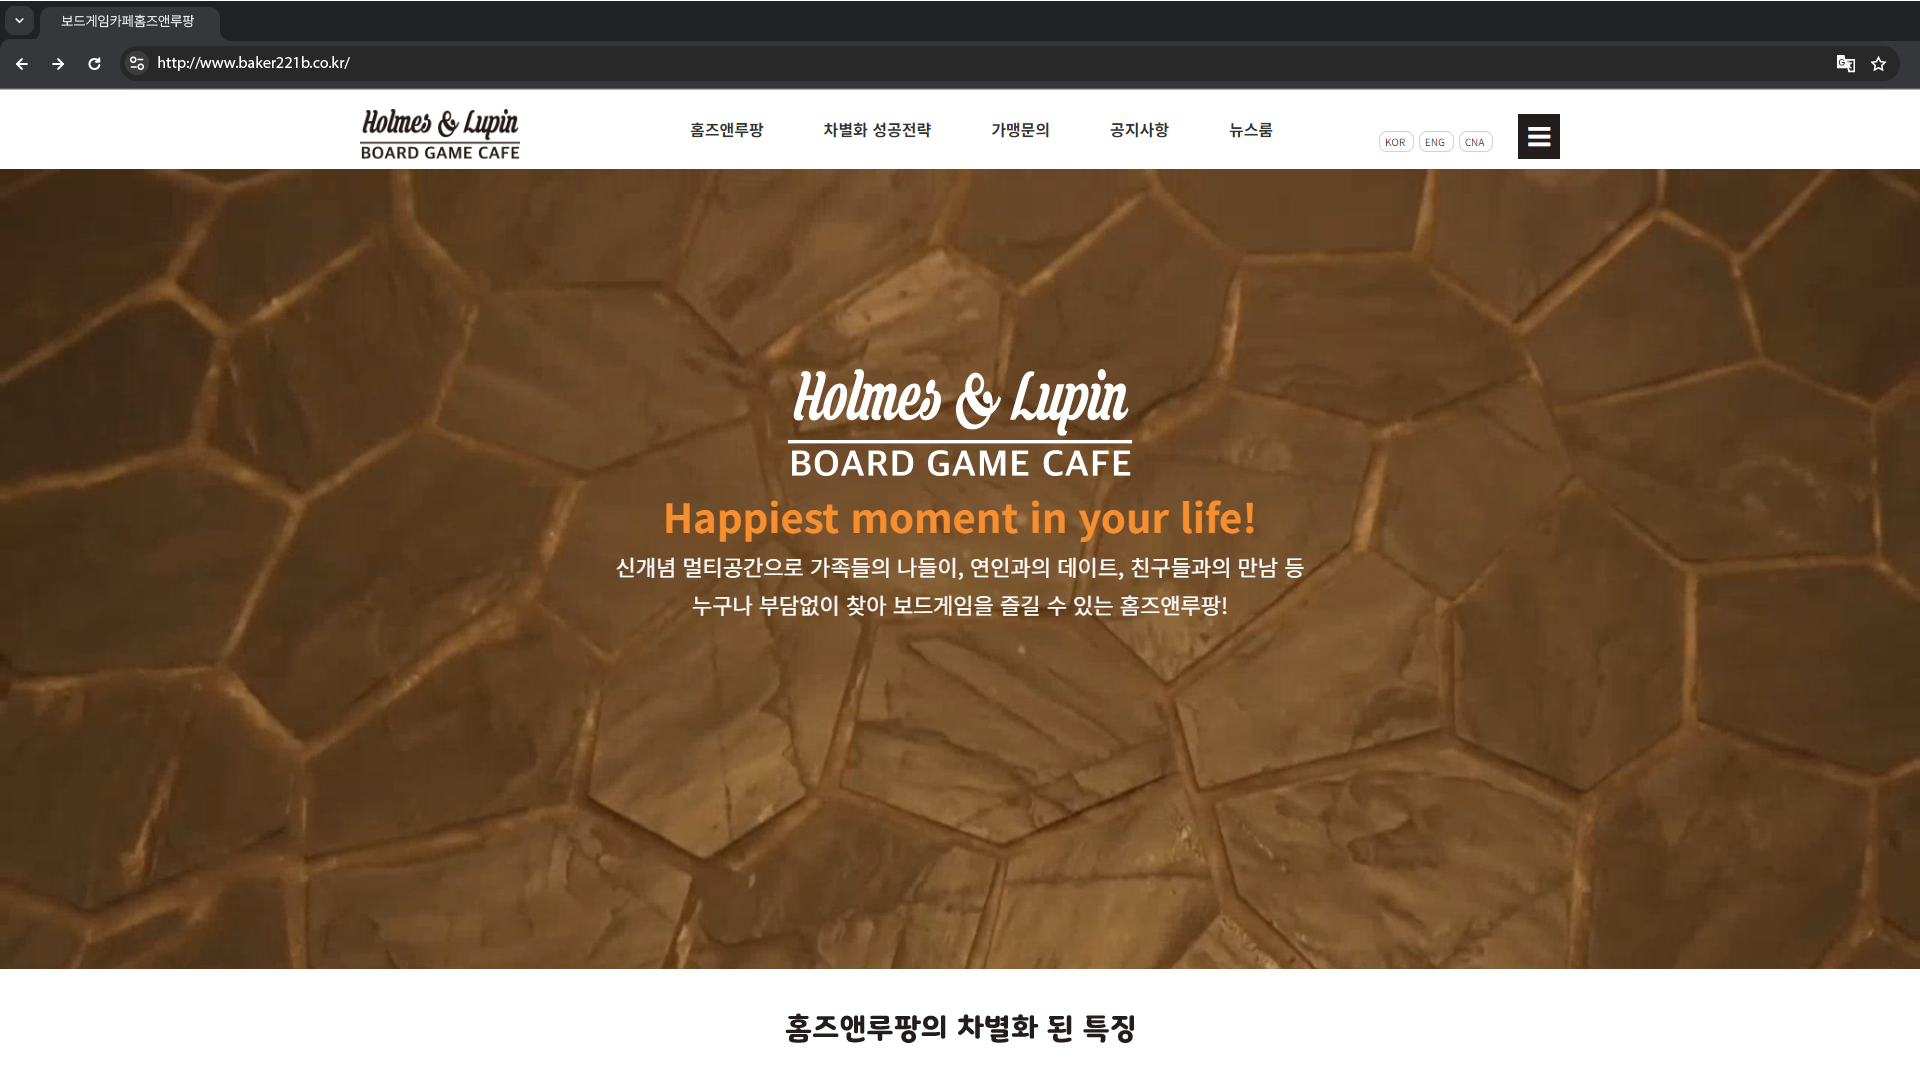 보드게임카페홈즈앤루팡
http://www.baker221b.co.kr/
Holmes & Lupin
BOARD GAME CAFE
홈즈앤루팡
차별화 성공전략
가맹문의
공지사항
뉴스룸
KOR
ENG
CNA
Holmes & Lupin
BOARD GAME CAFE
Happiest moment in your life!
신개념 멀티공간으로 가족들의 나들이, 연인과의 데이트, 친구들과의 만남 등
누구나 부담없이 찾아 보드게임을 즐길 수 있는 홈즈앤루팡!
홈즈앤루팡의 차별화 된 특징